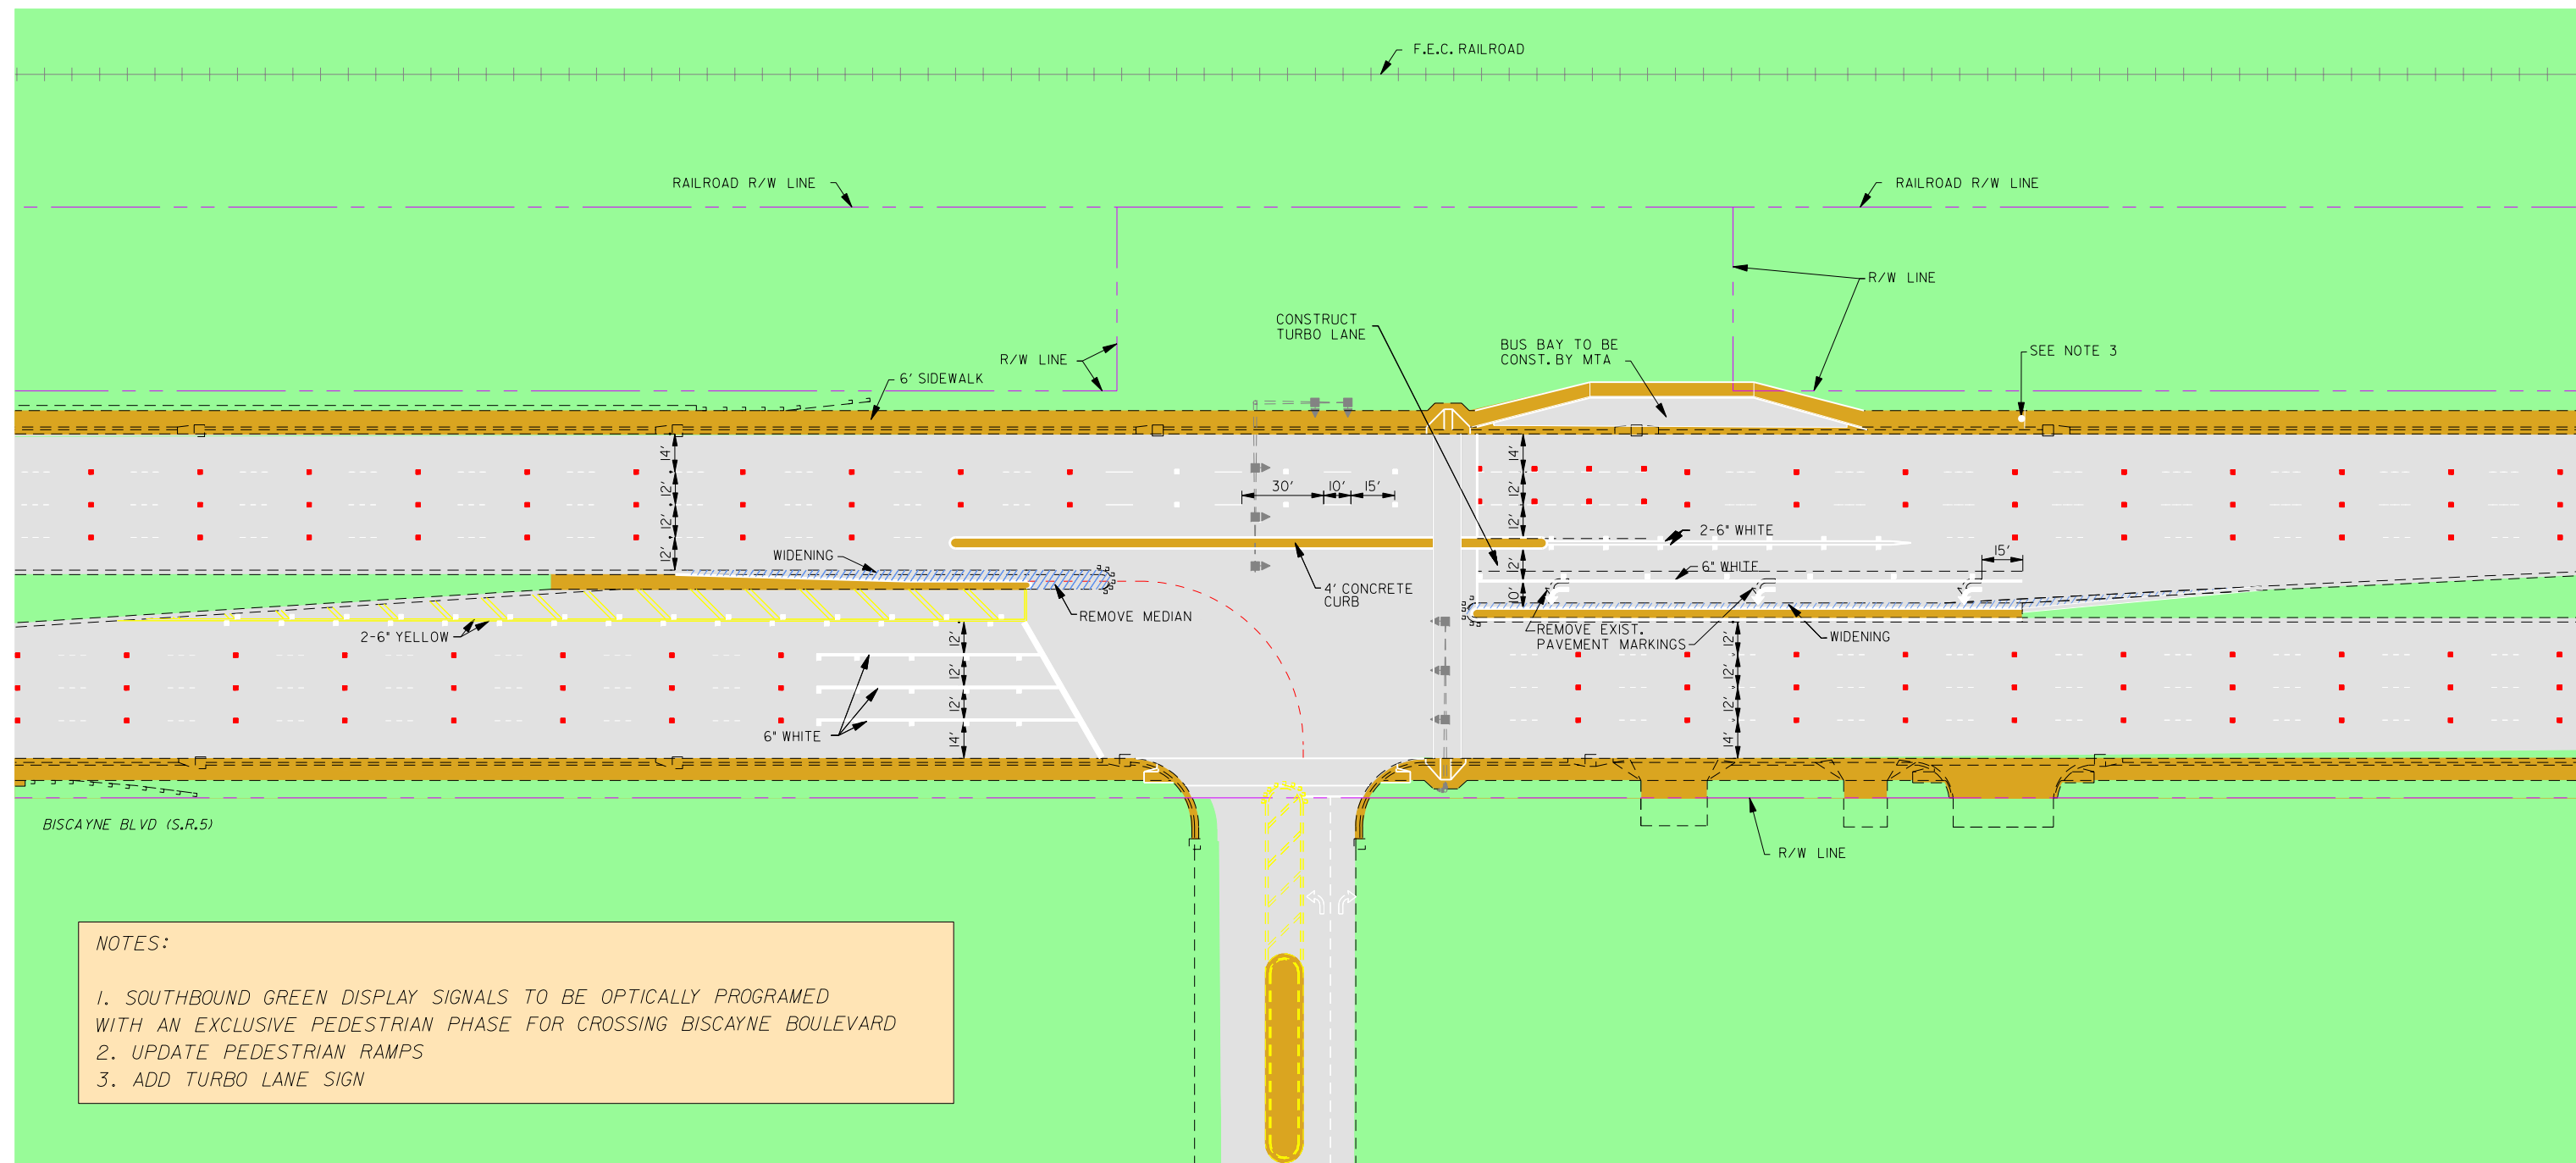 F.E.C. RAILROAD
RAILROAD R/W LINE
RAILROAD R/W LINE
R/W LINE
CONSTRUCT
TURBO LANE
BUS BAY TO BE
CONST. BY MTA
SEE NOTE 3
R/W LINE
6' SIDEWALK
14'
12'
12'
12'
30'
10'
15'
14'
12'
12'
12'
10'
2-6" WHITE
15'
6" WHITE
WIDENING
4' CONCRETE
CURB
REMOVE MEDIAN
2-6" YELLOW
REMOVE EXIST.
PAVEMENT MARKINGS
WIDENING
12'
12'
12'
14'
12'
12'
12'
14'
6" WHITE
BISCAYNE BLVD (S.R.5)
R/W LINE
NOTES:
1. SOUTHBOUND GREEN DISPLAY SIGNALS TO BE OPTICALLY PROGRAMED
WITH AN EXCLUSIVE PEDESTRIAN PHASE FOR CROSSING BISCAYNE BOULEVARD
2. UPDATE PEDESTRIAN RAMPS
3. ADD TURBO LANE SIGN